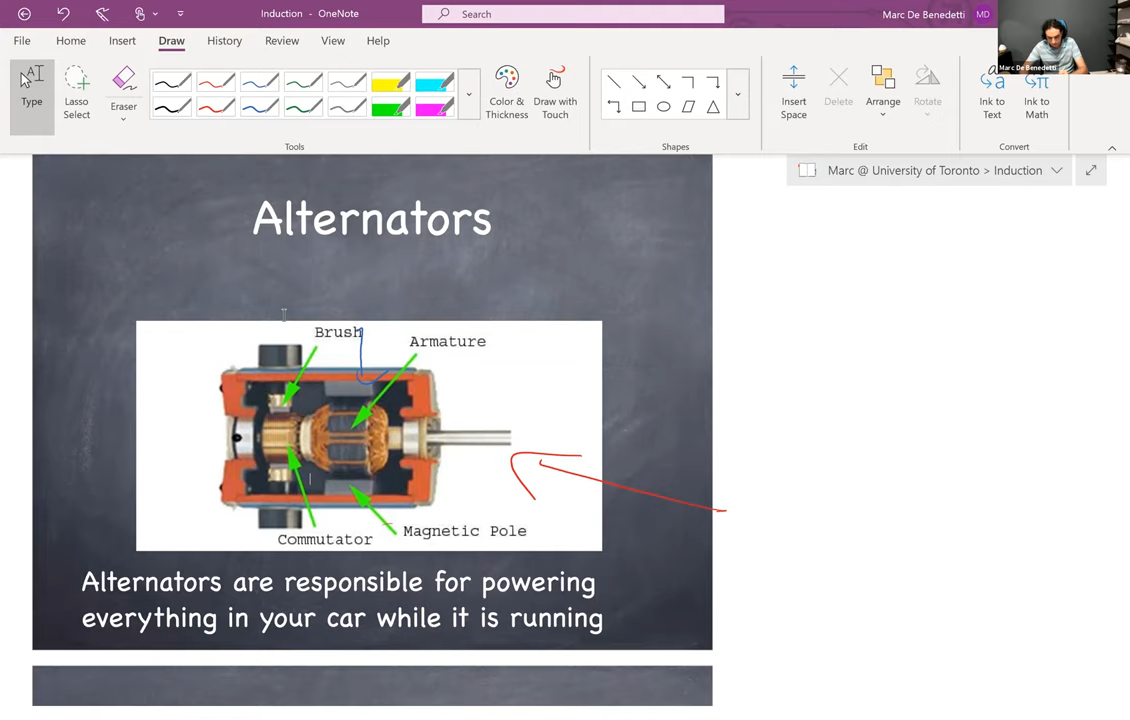 Induction - OneNote
Search
Marc De Benedetti
MD
Marc De Benedetti
File
Home
Insert
Draw
History
Review
View
Help
Type
Lasso
Select
Eraser
Color &
Thickness
Draw with
Touch
Insert
Space
Delete
Arrange
Rotate
Ink to
Text
Ink to
Math
Tools
Shapes
Edit
Convert
Marc @ University of Toronto > Induction
Alternators
Brush
Armature
Commutator
Magnetic Pole
Alternators are responsible for powering
everything in your car while it is running